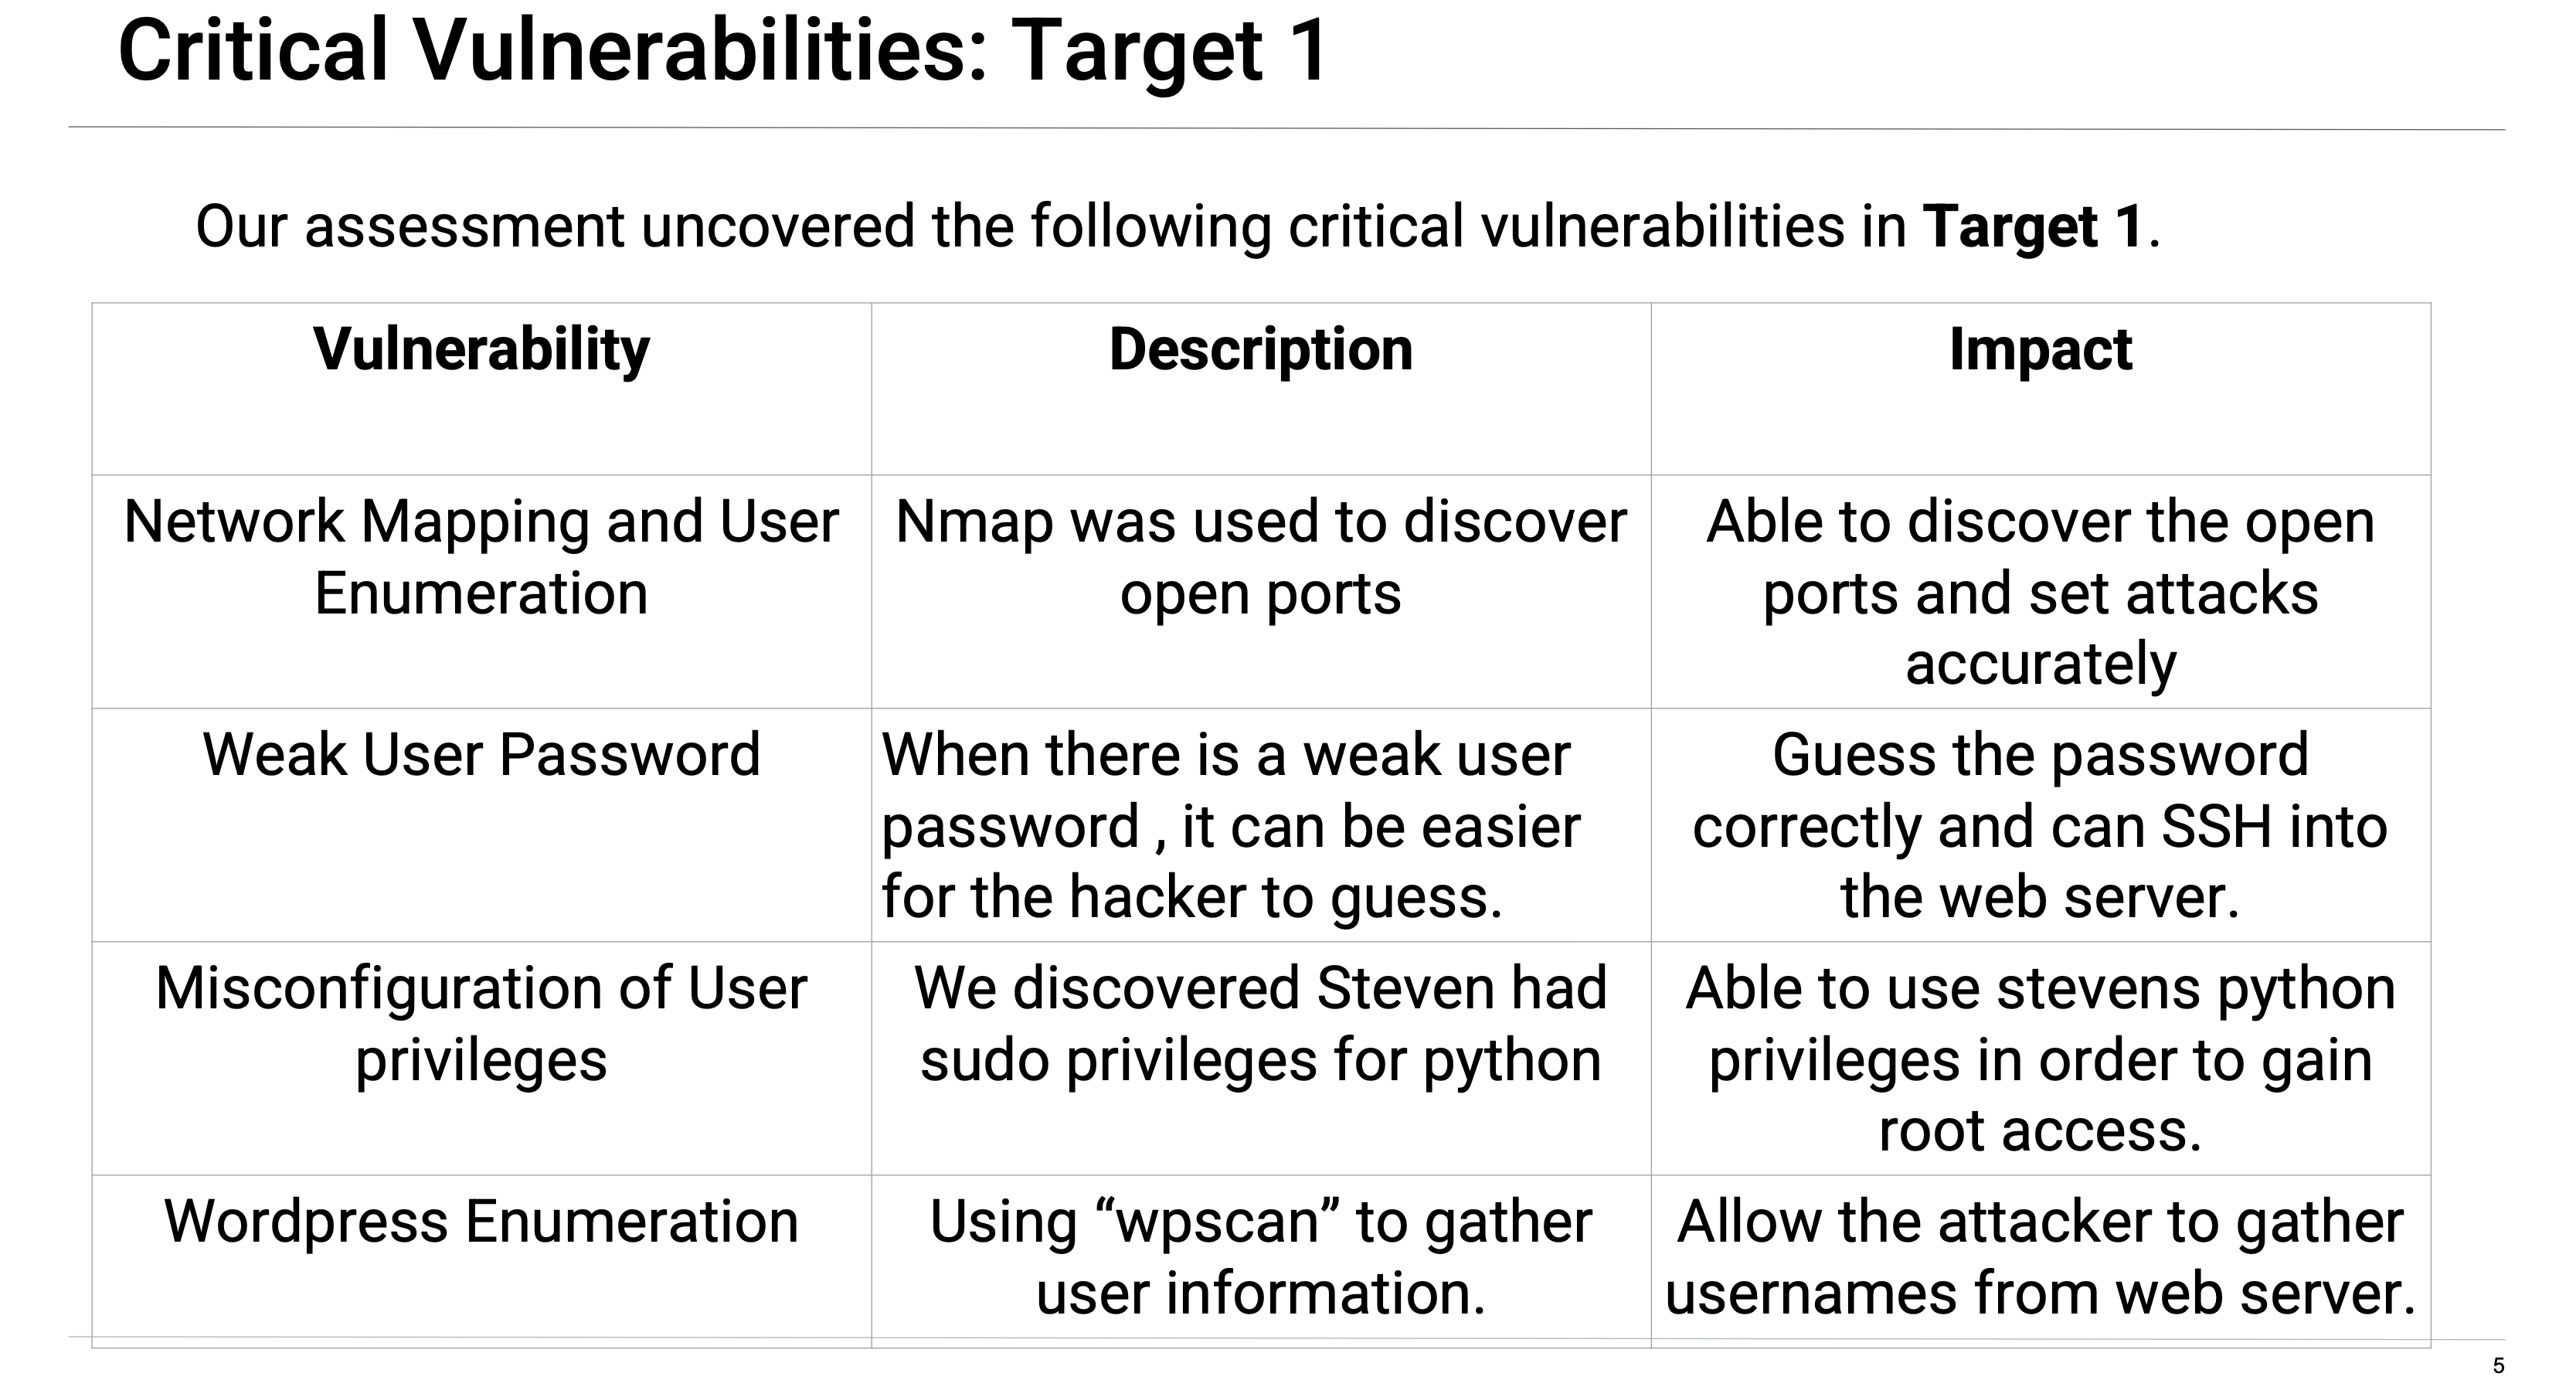 Critical Vulnerabilities: Target 1
Our assessment uncovered the following critical vulnerabilities in Target 1.
Vulnerability
Description
Impact
Network Mapping and User
Enumeration
Nmap was used to discover
open ports
Able to discover the open
ports and set attacks
accurately
Weak User Password
When there is a weak user
password , it can be easier
for the hacker to guess.
Guess the password
correctly and can SSH into
the web server.
Misconfiguration of User
privileges
We discovered Steven had
sudo privileges for python
Able to use stevens python
privileges in order to gain
root access.
Wordpress Enumeration
Using “wpscan” to gather
user information.
Allow the attacker to gather
usernames from web server.
5